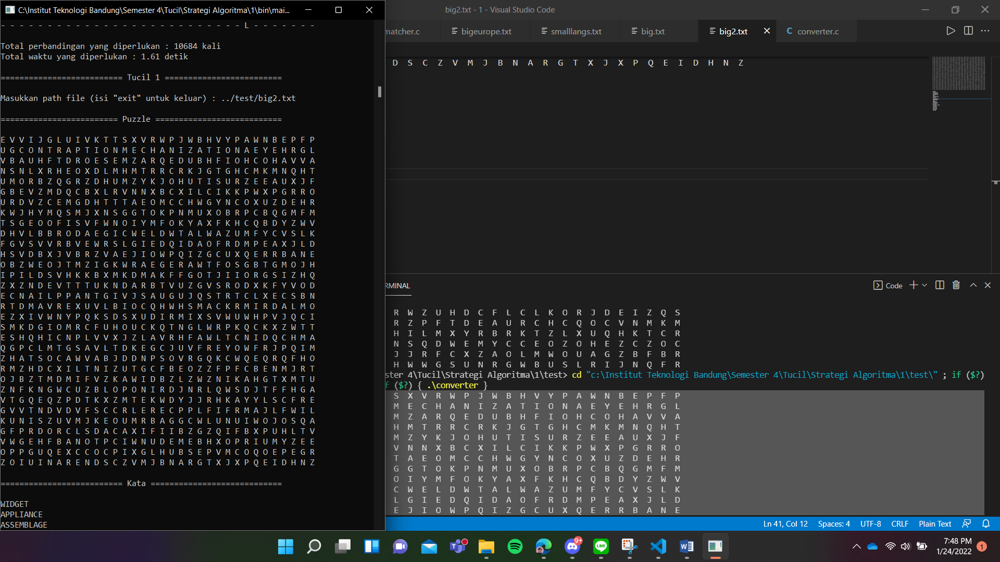 C:\Institut Teknologi Bandung\Semester 4\Tucil\Strategi Algoritma\1\bin\mai...
- - - - - - - - - - - - - - - - - - - - - - - - - - L - - - - - - -
Total perbandingan yang diperlukan : 10684 kali
Total waktu yang diperlukan : 1.61 detik
========================== Tucil 1 =========================
Masukkan path file (isi "exit" untuk keluar) : ../test/big2.txt
========================= Puzzle ===========================
E V V I J G L U I V K T T S X V R W P J W B H V Y P A W N B E P F P
U G C O N T R A P T I O N M E C H A N I Z A T I O N A E Y E H R G L
V B A U H F T D R O E S E M Z A R Q E D U B H F I O H C O H A V V A
N S N L X R H E O X D L M H M T R R C R K J G T G H C M K M N Q H T
U M O R B Z Q G R Z D H U M Z Y K J O H U T I S U R Z E E A U X J F
G B E V Z M D Q C B X L R V N N X B C X I L C I K K P W X P G R R O
U R D V Z C E M G D H T T T A E O M C C H W G Y N C O X U Z D E H R
K W J H Y M Q S M J X N S G G T O K P N M U X O B R P C B Q G M F M
T S G E O O F I S V F W N O I Y M F O K Y A X F K H C Q B D Y Z W V
D H V L B B R O D A E G I C W E L D W T A L W A Z U M F Y C V S L K
F G V S V V R B V E W R S L G I E D Q I D A O F R D M P E A X J L D
H S V D B X J V B R Z V A E J I O W P Q I Z G C U X Q E R R B A N E
O B Z W E O J T M Z I G K W R A E G E R A W T F O S G B T G M O J H
I P I L D S V H K K B X M K D M A K F F G O T J I I O R G S I Z H Q
Z X Z N D E V T T T U K N D A R B T V U Z G V S R O D X K F Y V O D
E C N A I L P P A N T G I V J S A U G U J Q S T R T C L X E C S B N
R T D M A V R E X U V L B I O C Q H W H S M A C K R M I R D A L M O
E Z X I V W N Y P Q K S D S X U D I R M I X S V W U W H P V J Q C I
S M K D G I O M R C F U H O U C K Q T N G L W R P K Q C K X Z W T T
E S H Q H I C N P L V V X J Z L A V R H F A W L T C N I D Q C H M A
Q G P C L M T G S A V L T D K E G C J U V F R E Y O W F R J P Q I M
Z H A T S O C A W V A B J D D N P S O V R G Q K C W Q E Q R Q F H O
R M Z H D C X I L T N I Z U T G C F B E O Z Z F P F C B E N M J R T
O J B Z T M D M I F V Z K A W I D B Z L Z W Z N I K A H G T X M T U
Z N F K N G W C U Z B L O P O N I R D J N R L Q W S D J T F F H G A
V T G Q E Q Z P D T K X Z M T E K W D Y J J R H K A Y Y L S C F R E
G V V T N D V D V F S C C R L E R E C P P L F I F R M A J L F W I L
K U N I S Z U V M J K E O U M R B A G G C W L U N U I W O J O S Q A
G F P R D O R C L S D A C A X I F I I B Z G Z Q I F B X P U H L T V
V W G E H F B A N O T P C I W N U D E M E B H X O P R I U M Y Z E E
O P P G U Q E X C C O C P I X G L H U B S E P V M C O Q O E P E G R
Z O I U I N A R E N D S C Z V M J B N A R G T X J X P Q E I D H N Z
========================== Kata ============================
WIDGET
APPLIANCE
ASSEMBLAGE
big2.txt - 1 - Visual Studio Code
matcher.c
bigeurope.txt
smalllangs.txt
big.txt
big2.txt
C converter.c
D S C Z V M J B N A R G T X J X P Q E I D H N Z
RMINAL
Code
R W Z U H D C F L C L K O R J D E I Z Q S
R Z P F T D E A U R C H C Q O C V N M K M
H I L M X Y R B R K T Z L X U Q H K T C R
N S Q D W E M Y C C E O Z O H E Z C Z O C
J J R F C X Z A O L M W O U A G Z B F B R
H W W G S U N R G W B U S L R I J N Q F R
ster 4\Tucil\Strategi Algoritma\1\test> cd "c:\Institut Teknologi Bandung\Semester 4\Tucil\Strategi Algoritma\1\test\" ; if ($?)
f ($?) { .\converter }
S X V R W P J W B H V Y P A W N B E P F P
M E C H A N I Z A T I O N A E Y E H R G L
M Z A R Q E D U B H F I O H C O H A V V A
H M T R R C R K J G T G H C M K M N Q H T
M Z Y K J O H U T I S U R Z E E A U X J F
V N N X B C X I L C I K K P W X P G R R O
T A E O M C C H W G Y N C O X U Z D E H R
G G T O K P N M U X O B R P C B Q G M F M
O I Y M F O K Y A X F K H C Q B D Y Z W V
C W E L D W T A L W A Z U M F Y C V S L K
L G I E D Q I D A O F R D M P E A X J L D
E J I O W P Q I Z G C U X Q E R R B A N E
Ln 41, Col 12
Spaces: 4
UTF-8
CRLF
Plain Text
9+
LINE
7:48 PM
1/24/2022
1